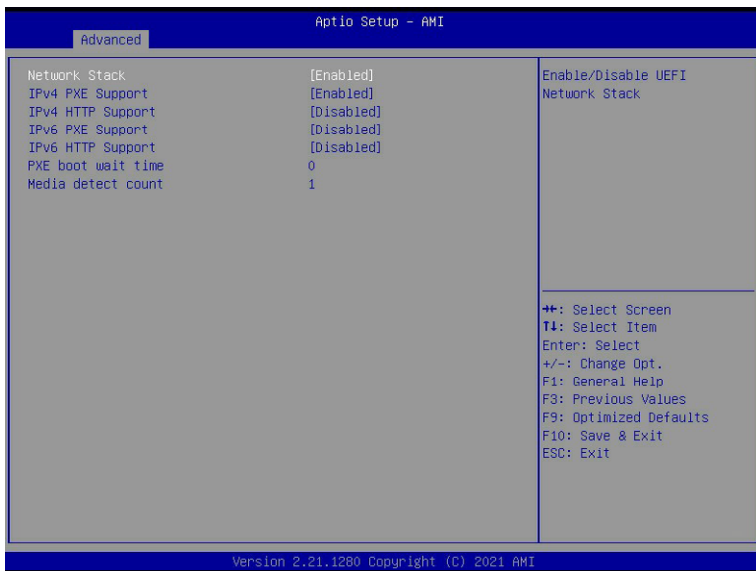 Aptio Setup - AMI
Advanced
Network Stack [Enabled]
IPv4 PXE Support [Enabled]
IPv4 HTTP Support [Disabled]
IPv6 PXE Support [Disabled]
IPv6 HTTP Support [Disabled]
PXE boot wait time 0
Media detect count 1
Enable/Disable UEFI
Network Stack
→←: Select Screen
↑↓: Select Item
Enter: Select
+/-: Change Opt.
F1: General Help
F3: Previous Values
F9: Optimized Defaults
F10: Save & Exit
ESC: Exit
Version 2.21.1280 Copyright (C) 2021 AMI